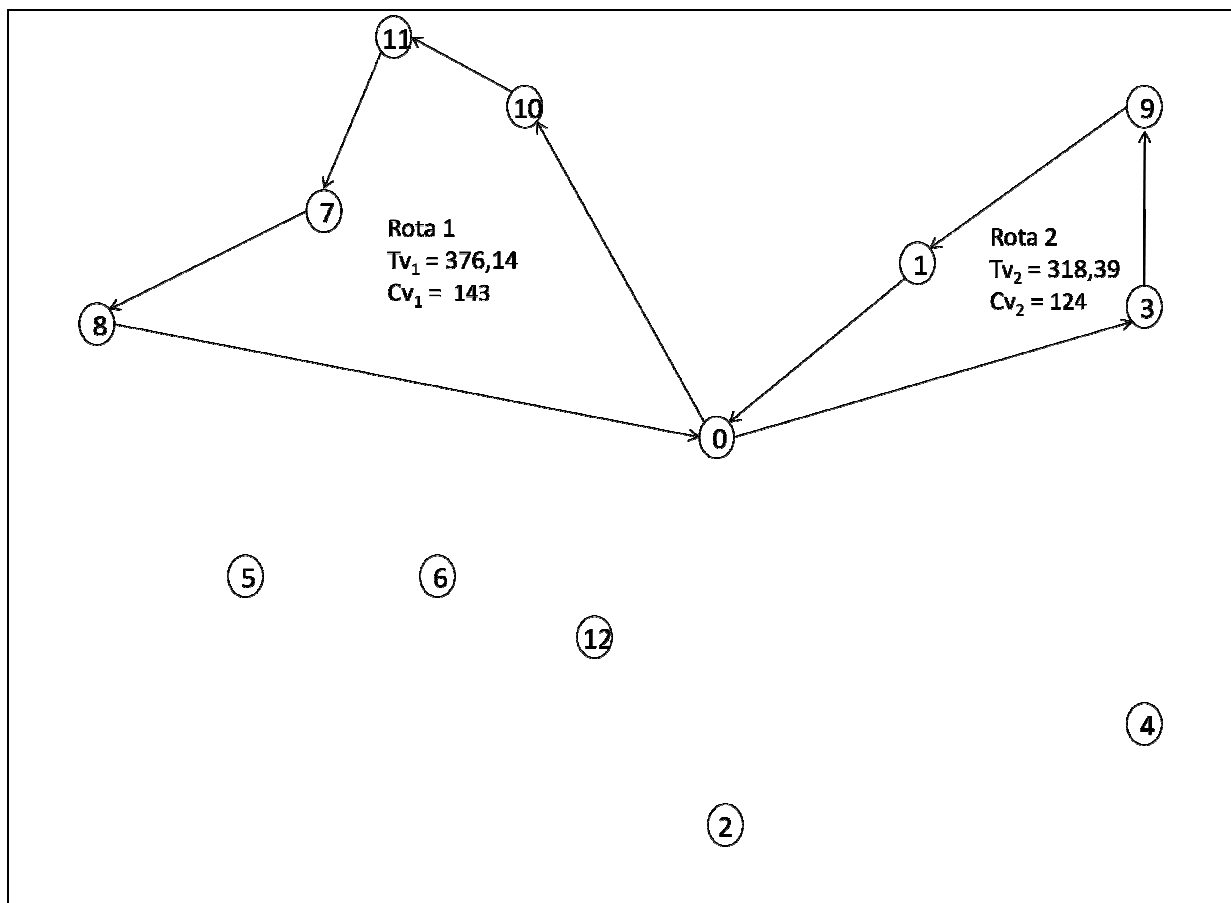 11
10
9
7
Rota 1
Tv₁ = 376,14
Cv₁ = 143
1
Rota 2
Tv₂ = 318,39
Cv₂ = 124
3
8
0
5
6
12
4
2